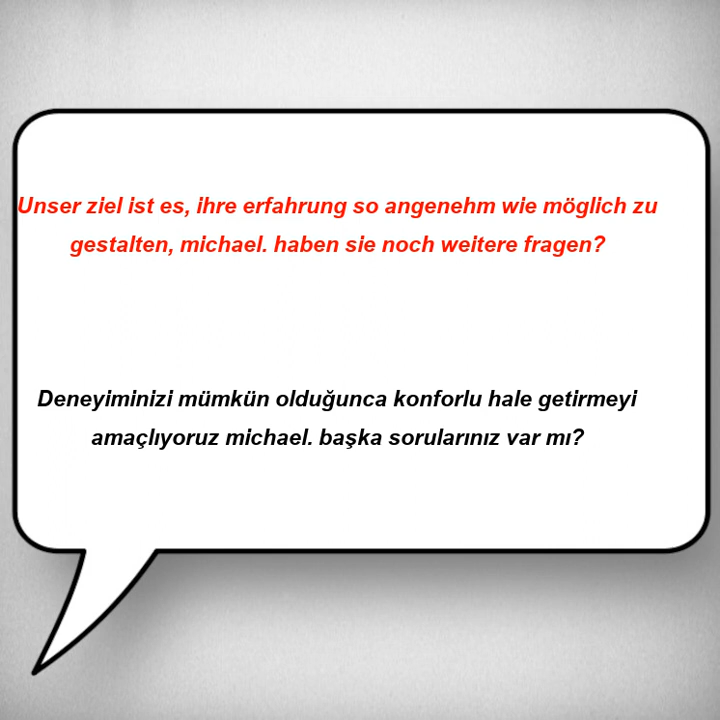 Unser ziel ist es, ihre erfahrung so angenehm wie möglich zu
gestalten, michael. haben sie noch weitere fragen?
Deneyiminizi mümkün olduğunca konforlu hale getirmeyi
amaçlıyoruz michael. başka sorularınız var mı?